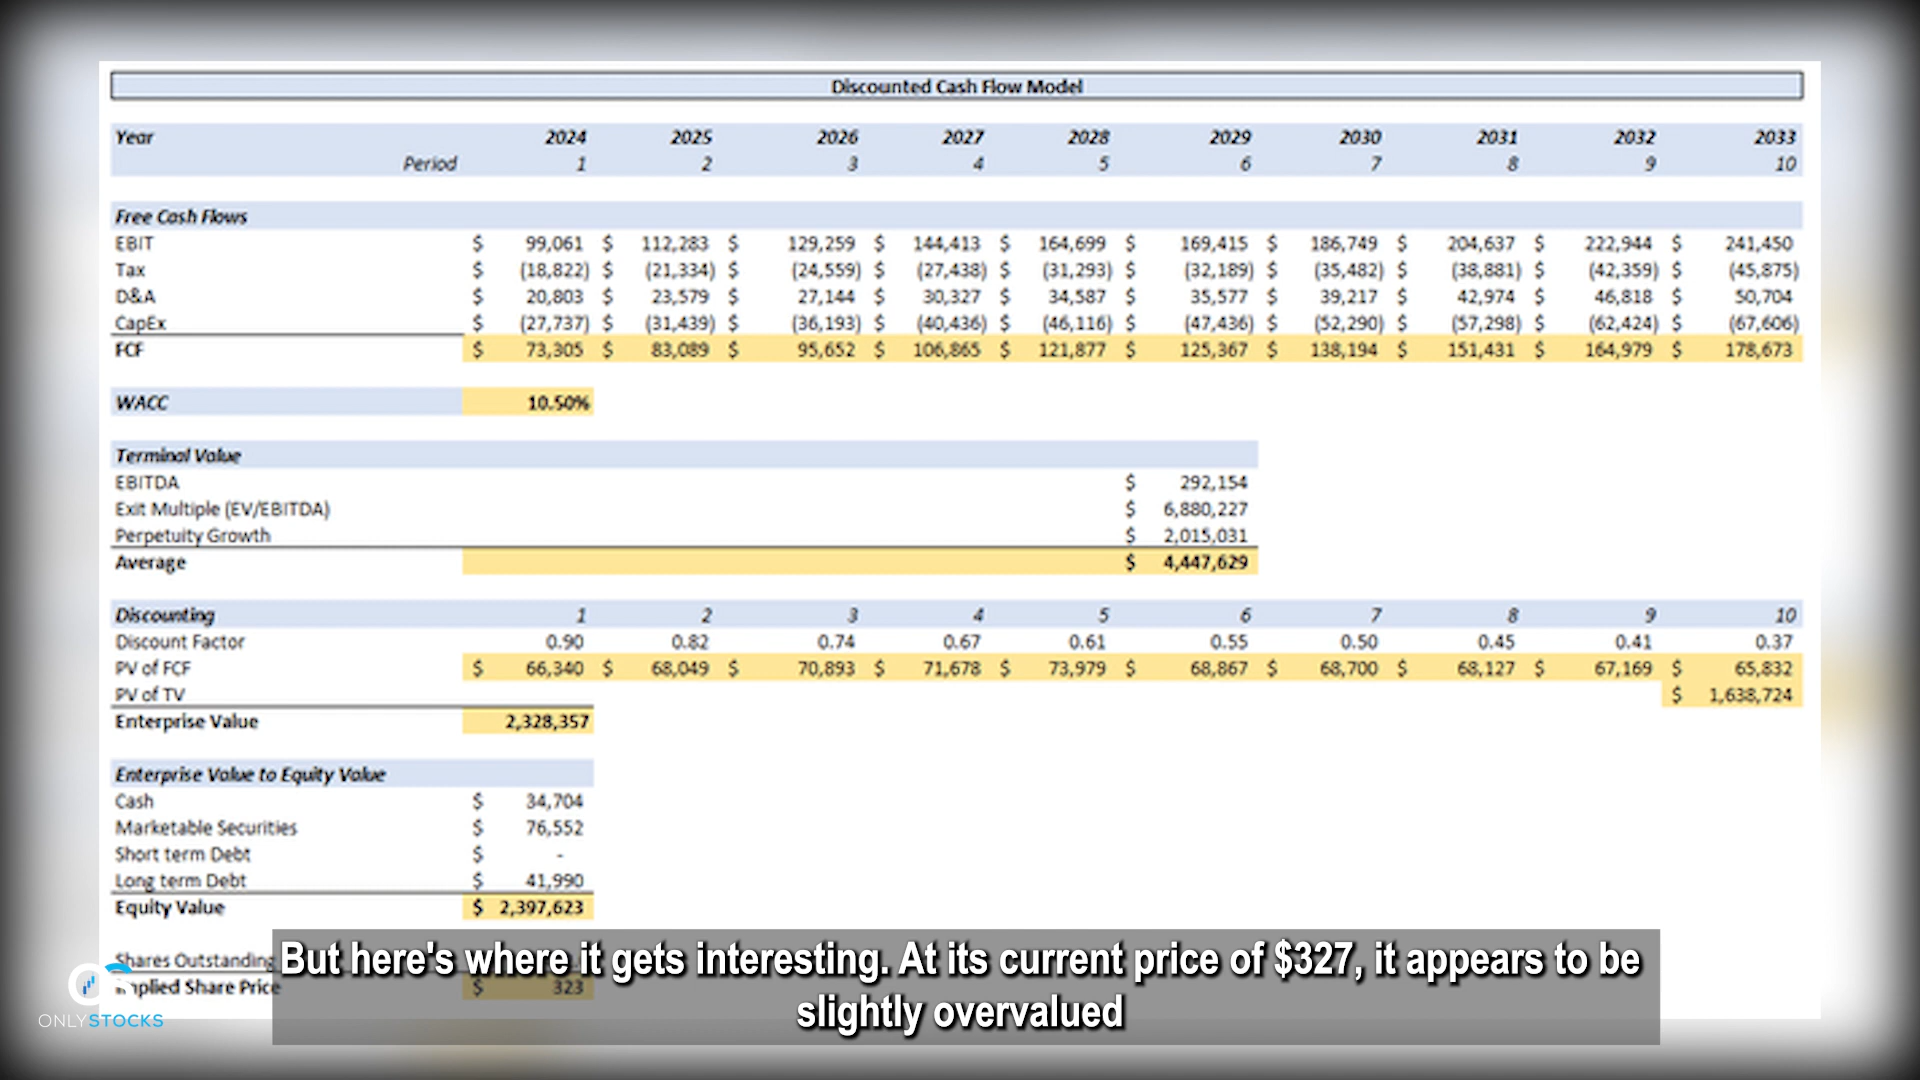 Discounted Cash Flow Model
Year 2024 2025 2026 2027 2028 2029 2030 2031 2032 2033
Period 1 2 3 4 5 6 7 8 9 10
Free Cash Flows
EBIT $ 99,061 $ 112,283 $ 129,259 $ 144,413 $ 164,699 $ 169,415 $ 186,749 $ 204,637 $ 222,944 $ 241,450
Tax $ (18,822) $ (21,334) $ (24,559) $ (27,438) $ (31,293) $ (32,189) $ (35,482) $ (38,881) $ (42,359) $ (45,875)
D&A $ 20,803 $ 23,579 $ 27,144 $ 30,327 $ 34,587 $ 35,577 $ 39,217 $ 42,974 $ 46,818 $ 50,704
CapEx $ (27,737) $ (31,439) $ (36,193) $ (40,436) $ (46,116) $ (47,436) $ (52,290) $ (57,298) $ (62,424) $ (67,606)
FCF $ 73,305 $ 83,089 $ 95,652 $ 106,865 $ 121,877 $ 125,367 $ 138,194 $ 151,431 $ 164,979 $ 178,673
WACC 10.50%
Terminal Value
EBITDA $ 292,154
Exit Multiple (EV/EBITDA) $ 6,880,227
Perpetuity Growth $ 2,015,031
Average $ 4,447,629
Discounting 1 2 3 4 5 6 7 8 9 10
Discount Factor 0.90 0.82 0.74 0.67 0.61 0.55 0.50 0.45 0.41 0.37
PV of FCF $ 66,340 $ 68,049 $ 70,893 $ 71,678 $ 73,979 $ 68,867 $ 68,700 $ 68,127 $ 67,169 $ 65,832
PV of TV $ 1,638,724
Enterprise Value 2,328,357
Enterprise Value to Equity Value
Cash $ 34,704
Marketable Securities $ 76,552
Short term Debt $ -
Long term Debt $ 41,990
Equity Value $ 2,397,623
Shares Outstanding
Share Price $ 323
But here's where it gets interesting. At its current price of $327, it appears to be
slightly overvalued
ONLYSTOCKS